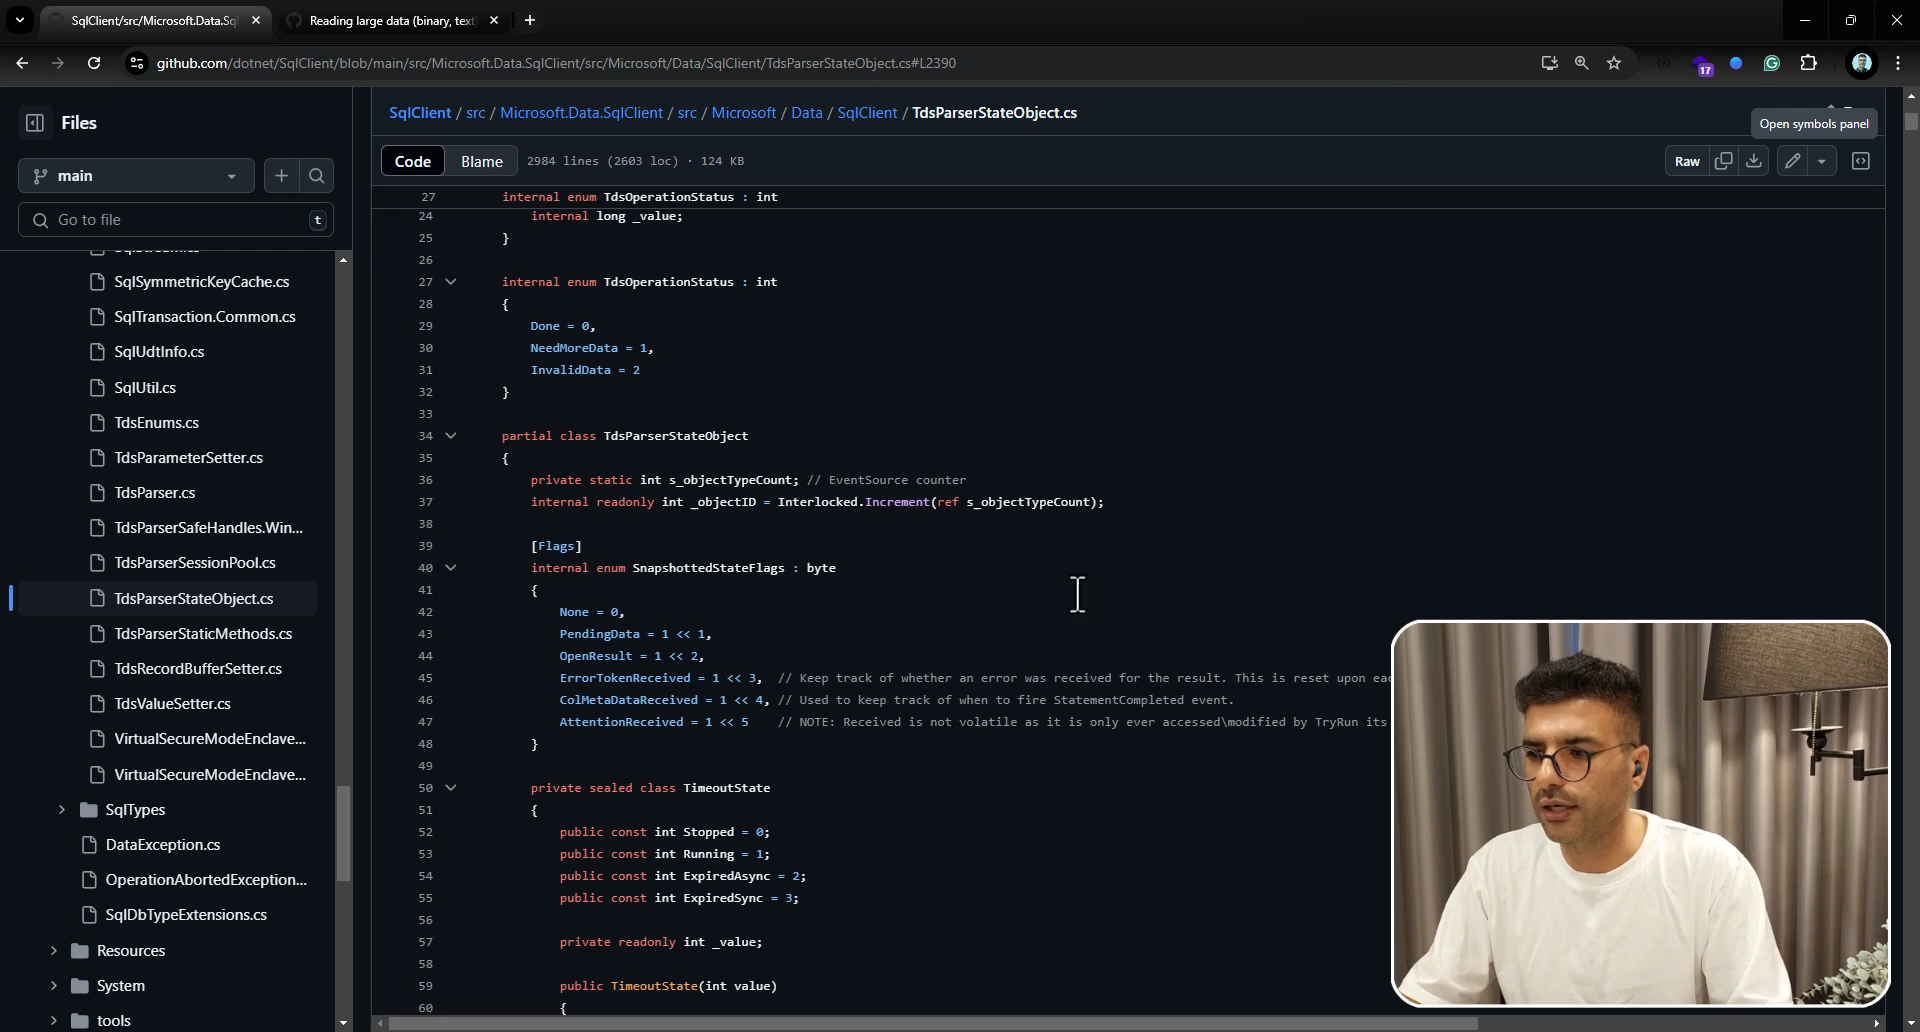 SqlClient/src/Microsoft.Data.Sq
Reading large data (binary, text
github.com/dotnet/SqlClient/blob/main/src/Microsoft.Data.SqlClient/src/Microsoft/Data/SqlClient/TdsParserStateObject.cs#L2390
17
Files
main
Go to file
t
SqlSymmetricKeyCache.cs
SqlTransaction.Common.cs
SqlUdtInfo.cs
SqlUtil.cs
TdsEnums.cs
TdsParameterSetter.cs
TdsParser.cs
TdsParserSafeHandles.Win...
TdsParserSessionPool.cs
TdsParserStateObject.cs
TdsParserStaticMethods.cs
TdsRecordBufferSetter.cs
TdsValueSetter.cs
VirtualSecureModeEnclave...
VirtualSecureModeEnclave...
SqlTypes
DataException.cs
OperationAbortedException...
SqlDbTypeExtensions.cs
Resources
System
tools
SqlClient / src / Microsoft.Data.SqlClient / src / Microsoft / Data / SqlClient / TdsParserStateObject.cs
Open symbols panel
Code Blame 2984 lines (2603 loc) · 124 KB Raw
27 internal enum TdsOperationStatus : int
24 internal long _value;
25 }
26
27 internal enum TdsOperationStatus : int
28 {
29 Done = 0,
30 NeedMoreData = 1,
31 InvalidData = 2
32 }
33
34 partial class TdsParserStateObject
35 {
36 private static int s_objectTypeCount; // EventSource counter
37 internal readonly int _objectID = Interlocked.Increment(ref s_objectTypeCount);
38
39 [Flags]
40 internal enum SnapshottedStateFlags : byte
41 {
42 None = 0,
43 PendingData = 1 << 1,
44 OpenResult = 1 << 2,
45 ErrorTokenReceived = 1 << 3, // Keep track of whether an error was received for the result. This is reset upon eac
46 ColMetaDataReceived = 1 << 4, // Used to keep track of when to fire StatementCompleted event.
47 AttentionReceived = 1 << 5 // NOTE: Received is not volatile as it is only ever accessed\modified by TryRun its
48 }
49
50 private sealed class TimeoutState
51 {
52 public const int Stopped = 0;
53 public const int Running = 1;
54 public const int ExpiredAsync = 2;
55 public const int ExpiredSync = 3;
56
57 private readonly int _value;
58
59 public TimeoutState(int value)
60 {